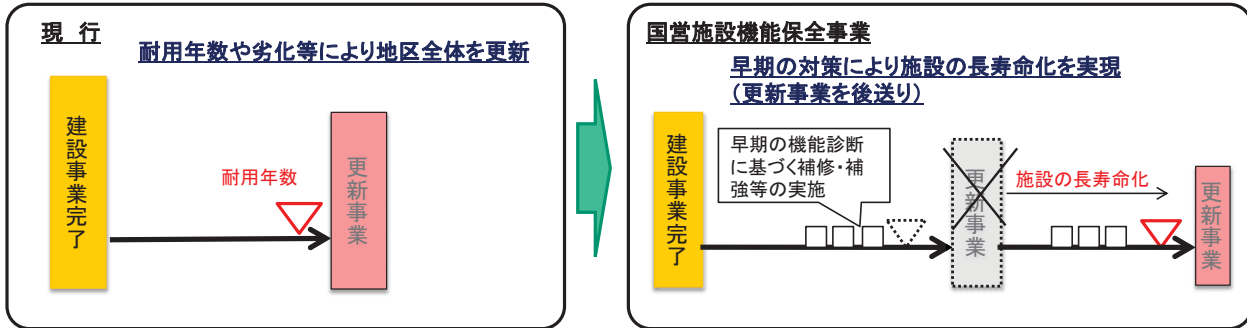 現 行
耐用年数や劣化等により地区全体を更新
建設事業完了
耐用年数
更新事業
国営施設機能保全事業
早期の対策により施設の長寿命化を実現
（更新事業を後送り）
建設事業完了
早期の機能診断
に基づく補修・補
強等の実施
更新事業
施設の長寿命化
更新事業